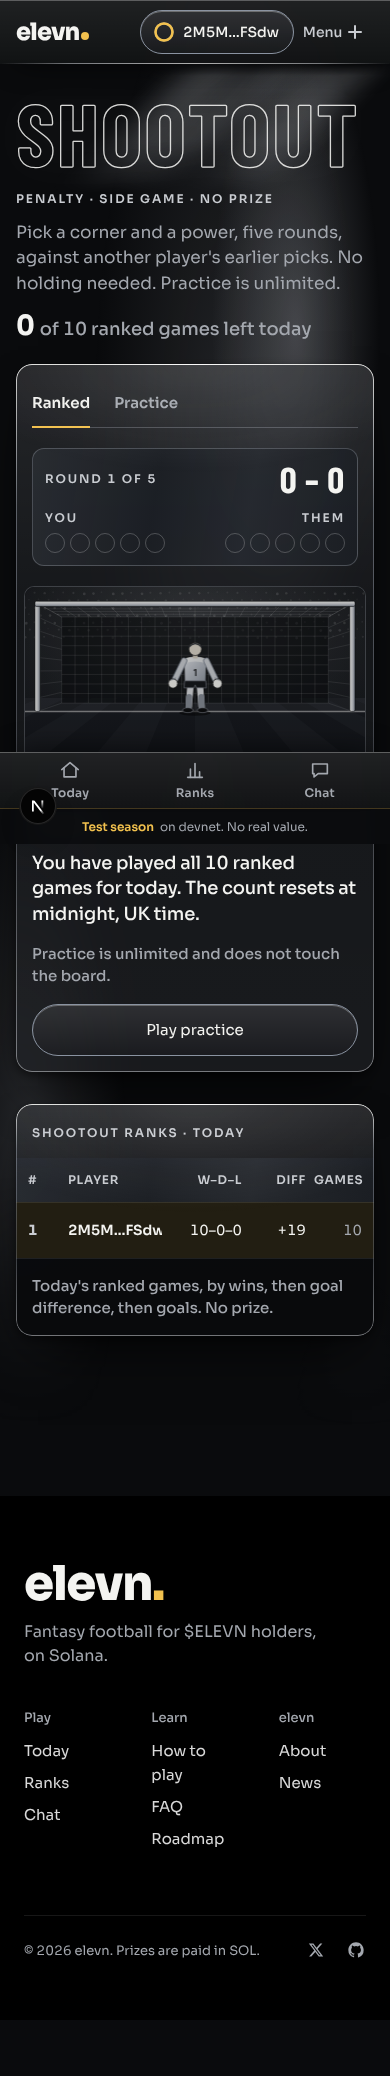 elevn.
2M5M...FSdw
Menu
SHOOTOUT
PENALTY · SIDE GAME · NO PRIZE
Pick a corner and a power, five rounds,
against another player's earlier picks. No
holding needed. Practice is unlimited.
0 of 10 ranked games left today
Ranked Practice
ROUND 1 OF 5
0 – 0
YOU THEM
1
Today Ranks Chat
N
Test season on devnet. No real value.
You have played all 10 ranked
games for today. The count resets at
midnight, UK time.
Practice is unlimited and does not touch
the board.
Play practice
SHOOTOUT RANKS · TODAY
# PLAYER W–D–L DIFF GAMES
1 2M5M...FSdw 10–0–0 +19 10
Today's ranked games, by wins, then goal
difference, then goals. No prize.
elevn.
Fantasy football for $ELEVN holders,
on Solana.
Play Learn elevn
Today How to play About
Ranks FAQ News
Chat Roadmap
© 2026 elevn. Prizes are paid in SOL.